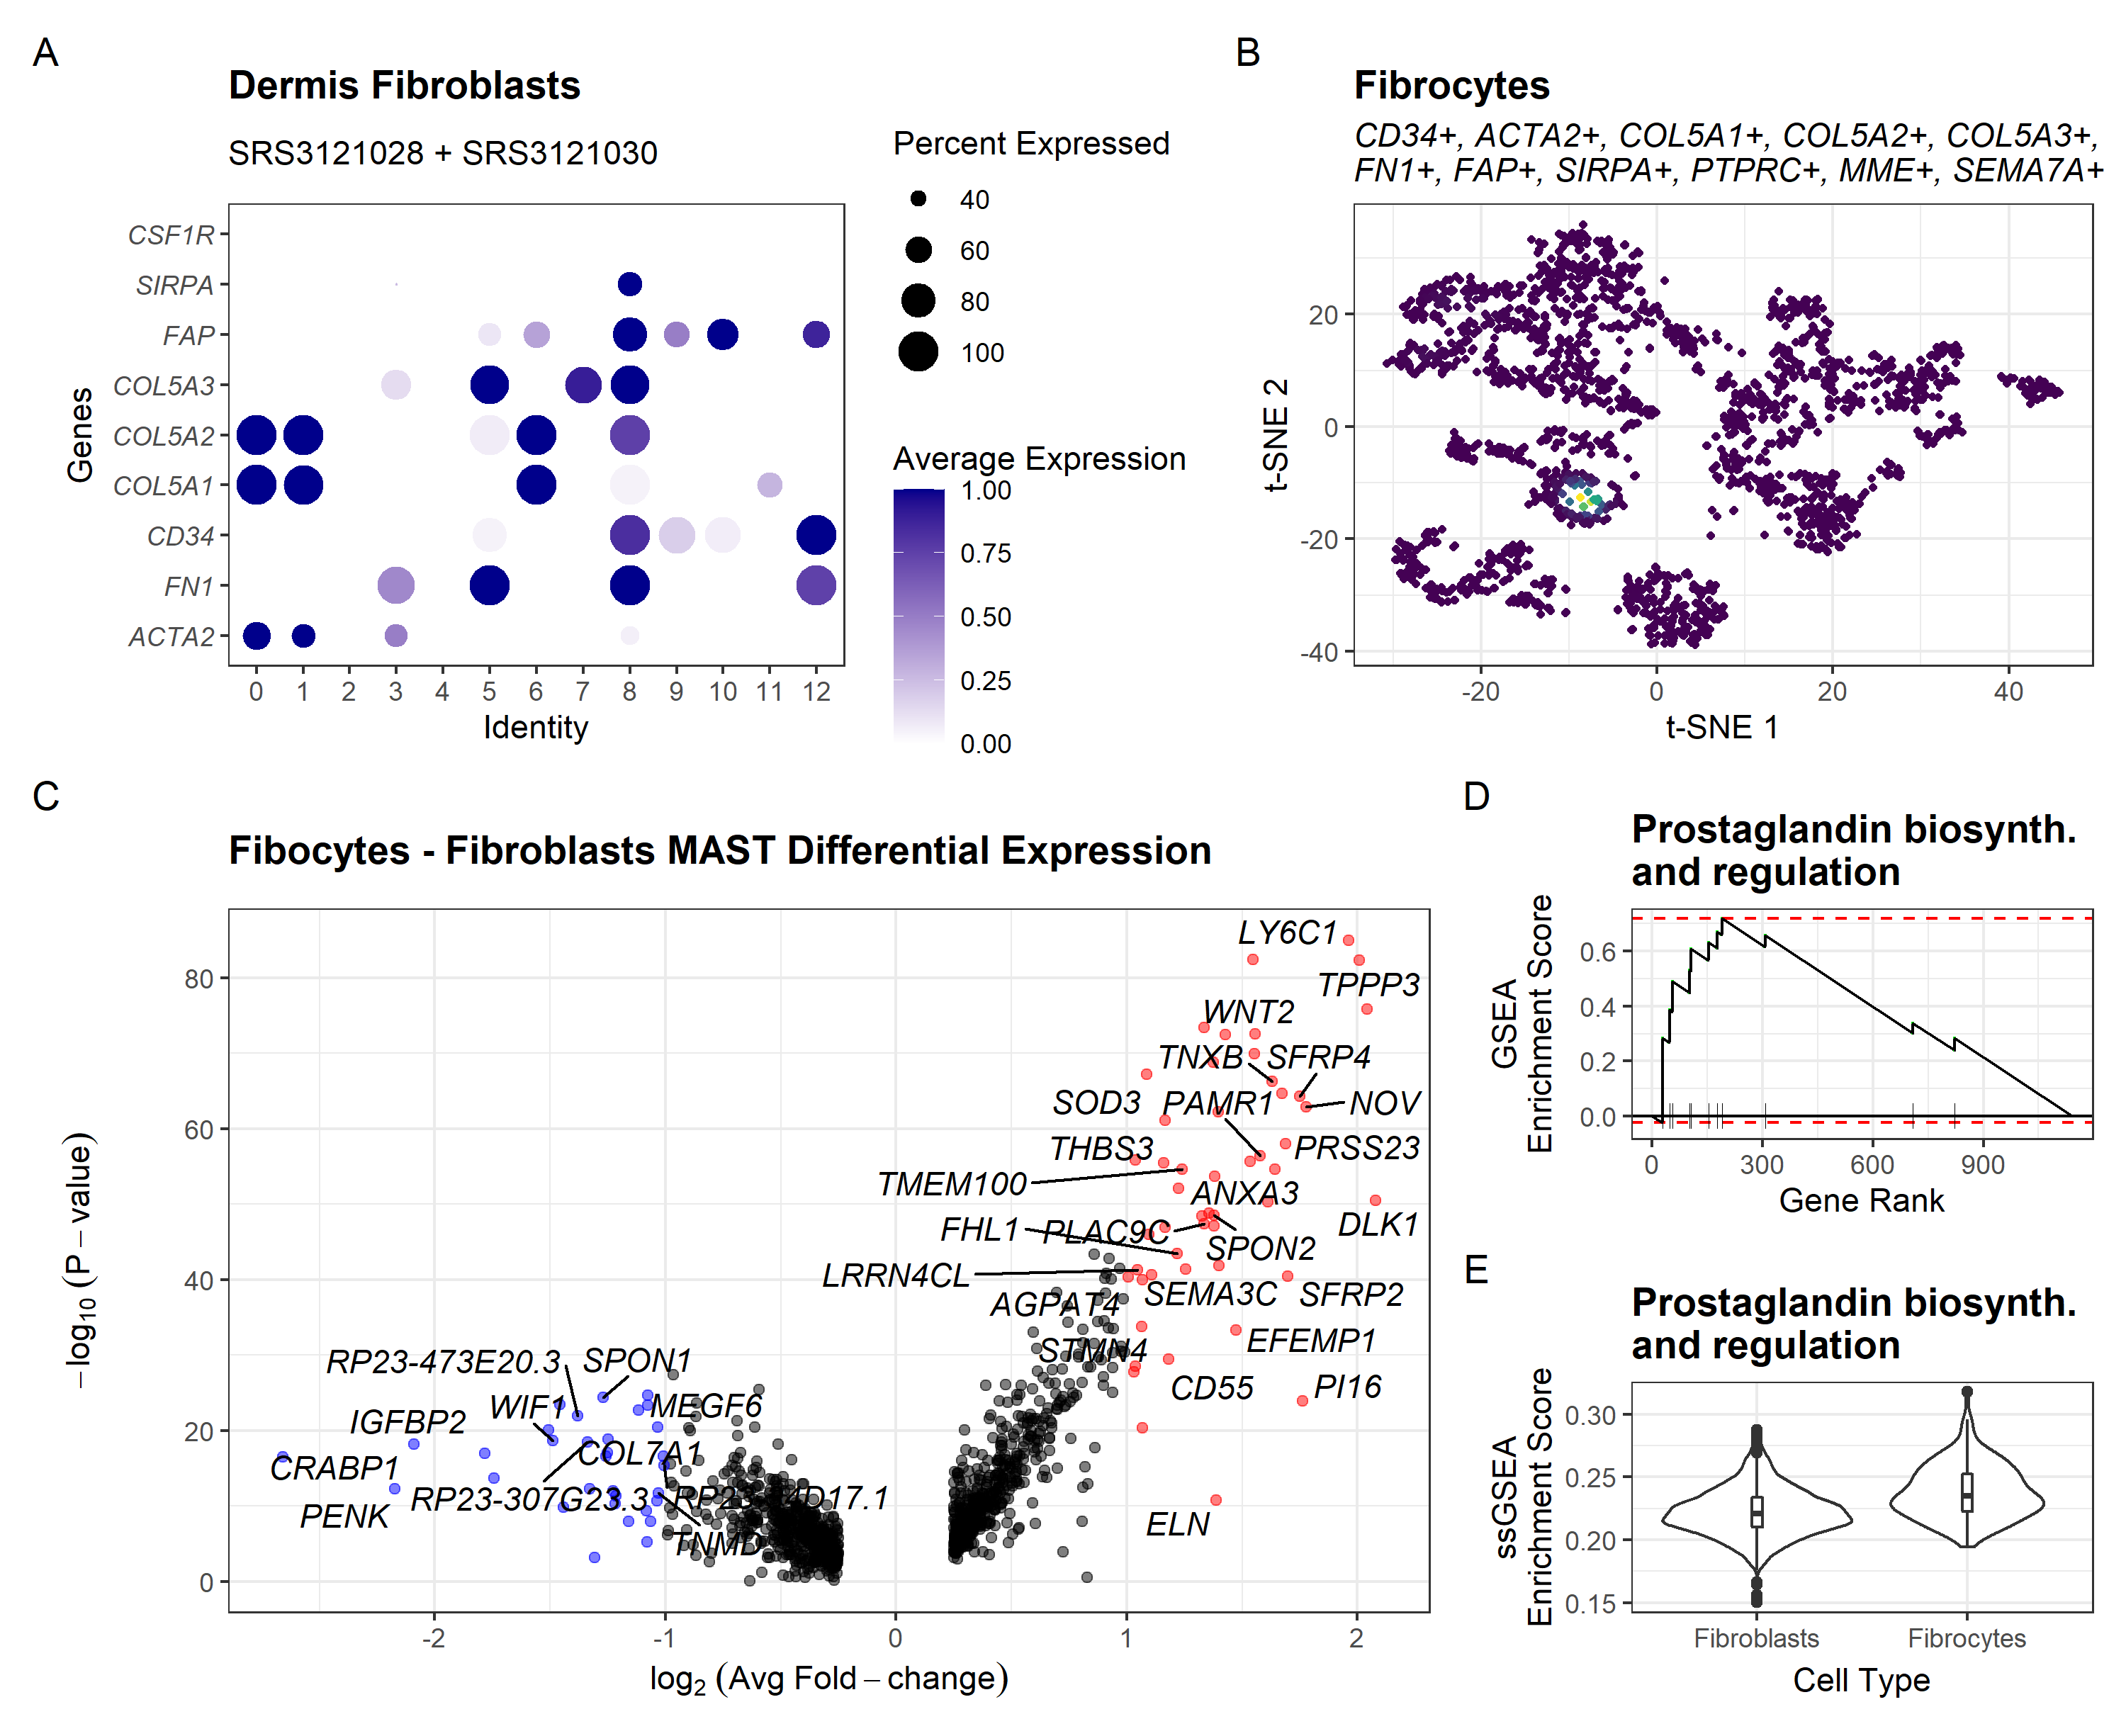 A
Dermis Fibroblasts
SRS3121028 + SRS3121030
Genes
CSF1R
SIRPA
FAP
COL5A3
COL5A2
COL5A1
CD34
FN1
ACTA2
0 1 2 3 4 5 6 7 8 9 10 11 12
Identity
Percent Expressed
40
60
80
100
Average Expression
1.00
0.75
0.50
0.25
0.00
B
Fibrocytes
CD34+, ACTA2+, COL5A1+, COL5A2+, COL5A3+,
FN1+, FAP+, SIRPA+, PTPRC+, MME+, SEMA7A+
t-SNE 2
20
0
-20
-40
-20 0 20 40
t-SNE 1
C
Fibocytes - Fibroblasts MAST Differential Expression
−log10 (P−value)
80
60
40
20
0
LY6C1
TPPP3
WNT2
TNXB SFRP4
SOD3 PAMR1 NOV
THBS3 PRSS23
TMEM100
ANXA3
FHL1 PLAC9C DLK1
SPON2
LRRN4CL
AGPAT4 SEMA3C SFRP2
STMN4 EFEMP1
RP23-473E20.3 SPON1
CD55 PI16
WIF1 MEGF6
IGFBP2
COL7A1
CRABP1
RP23-307G23.3
PENK
TNMD
ELN
-2 -1 0 1 2
log2 (Avg Fold−change)
D
Prostaglandin biosynth.
and regulation
GSEA
Enrichment Score
0.6
0.4
0.2
0.0
0 300 600 900
Gene Rank
E
Prostaglandin biosynth.
and regulation
ssGSEA
Enrichment Score
0.30
0.25
0.20
0.15
Fibroblasts Fibrocytes
Cell Type